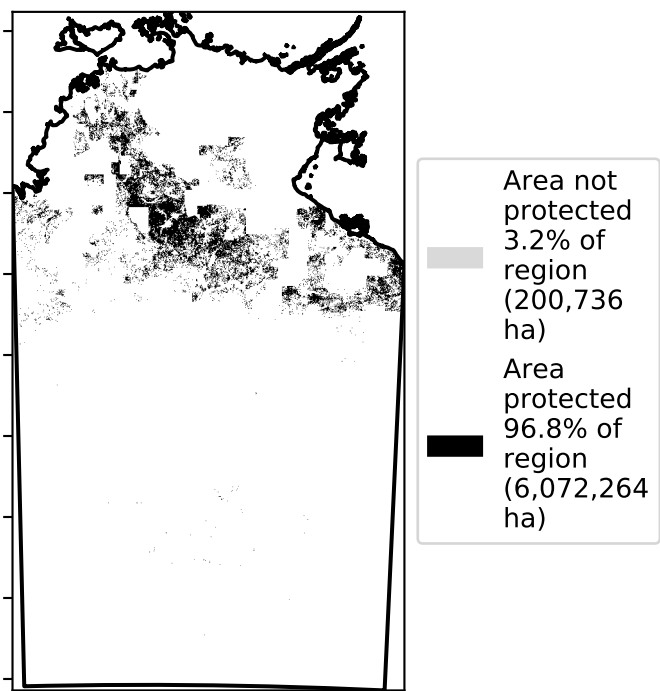 Area not
protected
3.2% of
region
(200,736
ha)
Area
protected
96.8% of
region
(6,072,264
ha)